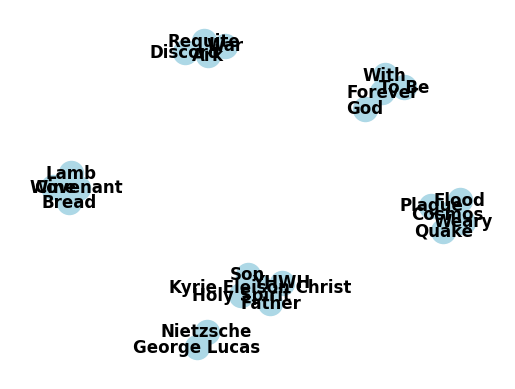 Requite
War
Discord
Ark
With
To Be
Forever
God
Lamb
Wine
Covenant
Bread
Flood
Plague
Cosmos
Weary
Quake
Son
YHWH
Kyrie Eleison Christ
Holy Spirit
Father
Nietzsche
George Lucas